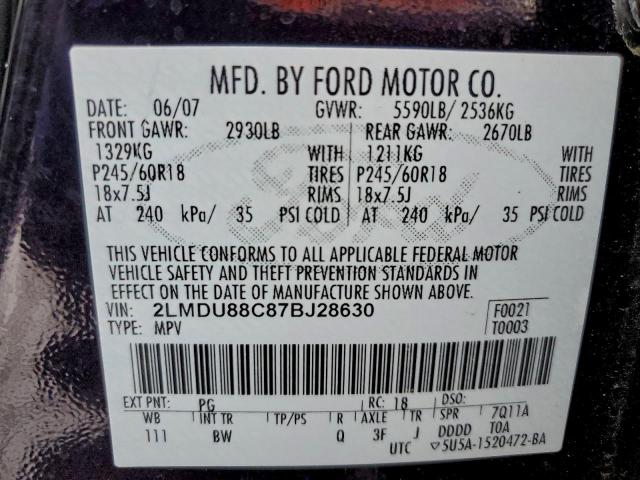 MFD. BY FORD MOTOR CO.
DATE: 06/07 GVWR: 5590LB/ 2536KG
FRONT GAWR: 2930LB REAR GAWR: 2670LB
1329KG WITH 1211KG WITH
P245/60R18 TIRES P245/60R18 TIRES
18x7.5J RIMS 18x7.5J RIMS
AT 240 kPa/ 35 PSI COLD AT 240 kPa/ 35 PSI COLD
THIS VEHICLE CONFORMS TO ALL APPLICABLE FEDERAL MOTOR
VEHICLE SAFETY AND THEFT PREVENTION STANDARDS IN
EFFECT ON THE DATE OF MANUFACTURE SHOWN ABOVE.
VIN: 2LMDU88C87BJ28630 F0021
TYPE: MPV T0003
EXT PNT: PG RC: 18 DSO:
WB INT TR TP/PS R AXLE TR SPR 7Q11A
111 BW Q 3F J DDDD T0A
UTC ▽5U5A-1520472-BA
Ford